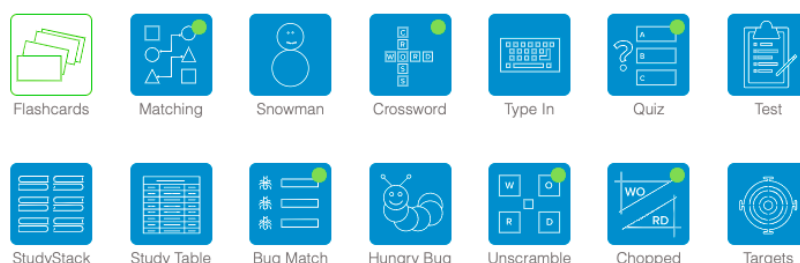 Flashcards Matching Snowman Crossword Type In Quiz Test
A
B
C
C
R
WORD
S
S
StudyStack Study Table Bug Match Hungry Bug Unscramble Chopped Targets
W O
R D
WO
RD